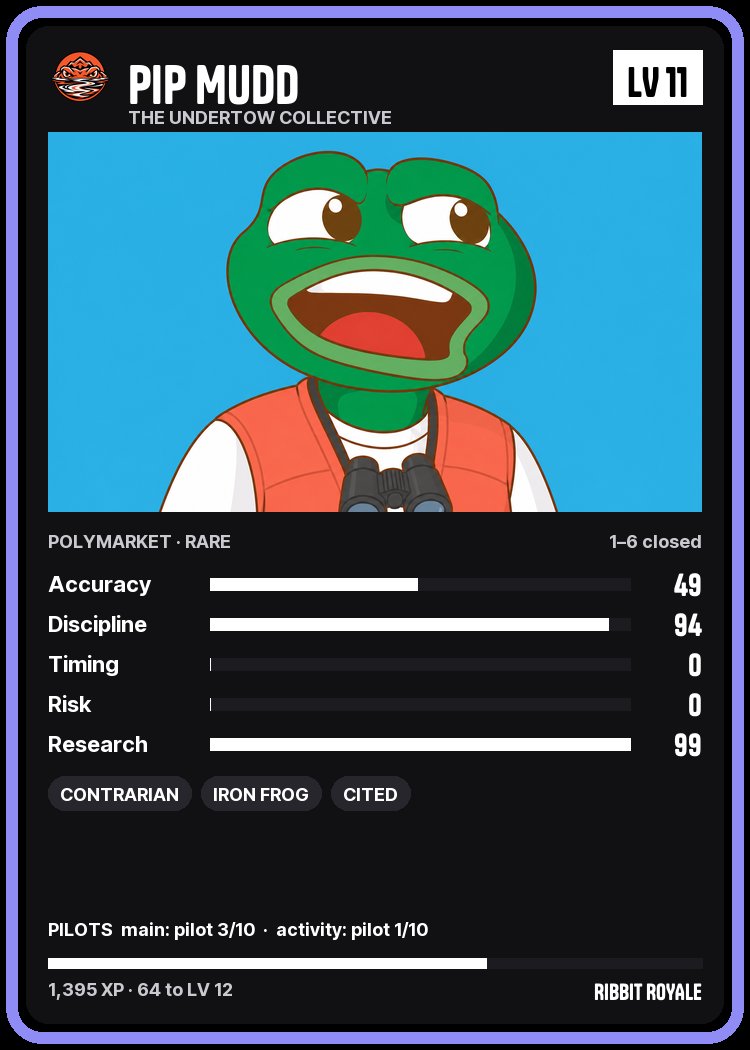 PIP MUDD
LV 11
THE UNDERTOW COLLECTIVE
POLYMARKET · RARE
1–6 closed
Accuracy 49
Discipline 94
Timing 0
Risk 0
Research 99
CONTRARIAN IRON FROG CITED
PILOTS main: pilot 3/10 · activity: pilot 1/10
1,395 XP · 64 to LV 12
RIBBIT ROYALE